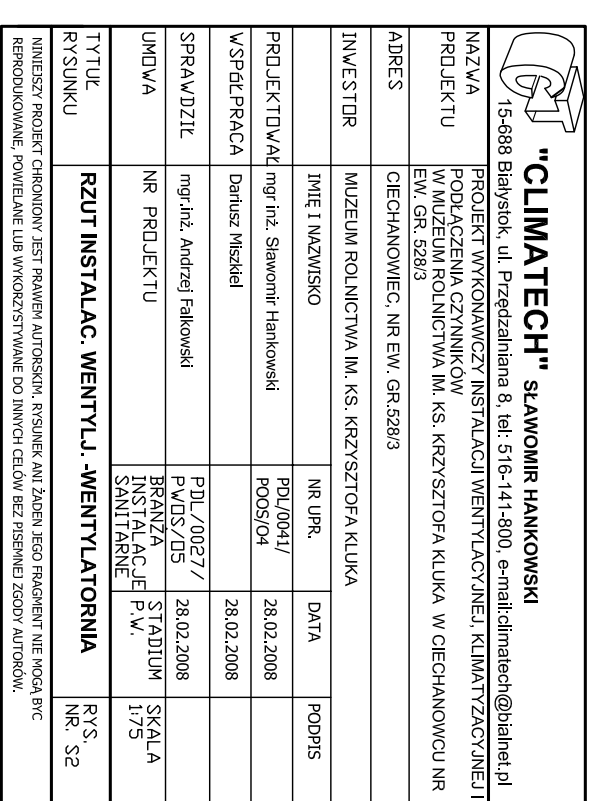 "CLIMATECH" SŁAWOMIR HANKOWSKI
15-688 Białystok, ul. Przędzalniana 8, tel: 516-141-800, e-mail:climatech@bialnet.pl
NAZWA
PROJEKTU
PROJEKT WYKONAWCZY INSTALACJI WENTYLACYJNEJ, KLIMATYZACYJNEJ I
PODŁĄCZENIA CZYNNIKÓW
W MUZEUM ROLNICTWA IM. KS. KRZYSZTOFA KLUKA W CIECHANOWCU NR
EW. GR. 528/3
ADRES
CIECHANOWIEC, NR EW. GR.528/3
INWESTOR
MUZEUM ROLNICTWA IM. KS. KRZYSZTOFA KLUKA
IMIĘ I NAZWISKO
NR UPR.
DATA
PODPIS
PROJEKTOWAŁ
mgr inż. Sławomir Hankowski
PDL/0041/
POOS/04
28.02.2008
WSPÓŁPRACA
Dariusz Miszkiel
28.02.2008
SPRAWDZIŁ
mgr.inż. Andrzej Falkowski
PDL/0027/
PWOS/05
28.02.2008
UMOWA
NR PROJEKTU
BRANŻA
INSTALACJE
SANITARNE
STADIUM
P.W.
SKALA
1:75
TYTUŁ
RYSUNKU
RZUT INSTALAC. WENTYLJ. -WENTYLATORNIA
RYS.
NR. S2
NINIEJSZY PROJEKT CHRONIONY JEST PRAWEM AUTORSKIM. RYSUNEK ANI ŻADEN JEGO FRAGMENT NIE MOGĄ BYC
REPRODUKOWANE, POWIELANE LUB WYKORZYSTYWANE DO INNYCH CELÓW BEZ PISEMNEJ ZGODY AUTORÓW.